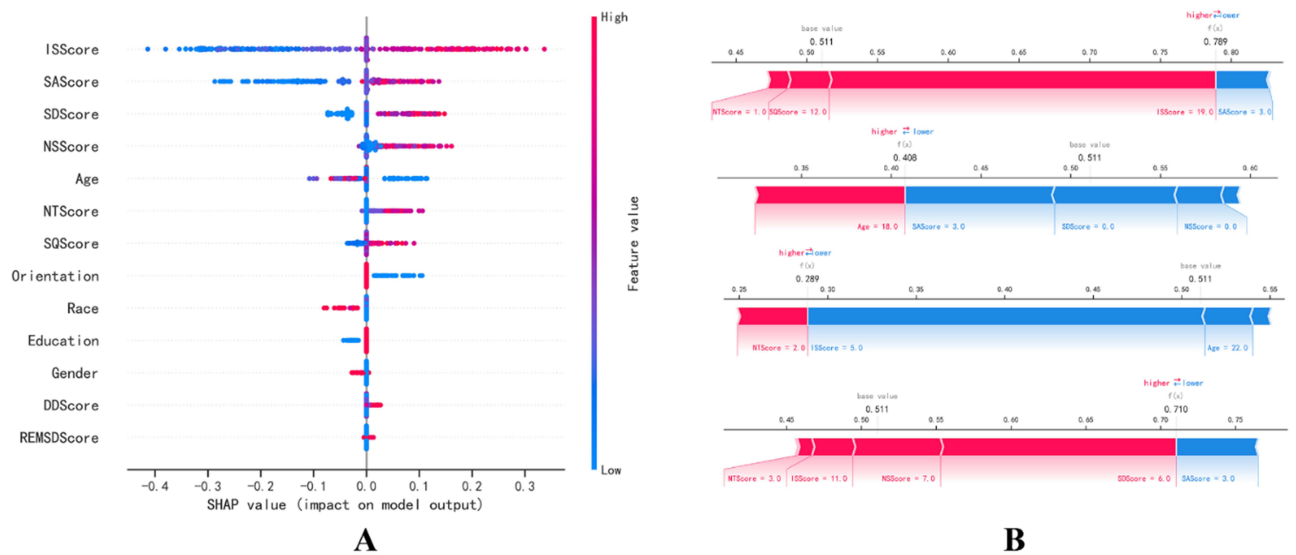 High
ISScore
SAScore
SDScore
NSScore
Age
NTScore
SQScore
Orientation
Race
Education
Gender
DDScore
REMSDScore
Low
Feature value
-0.4 -0.3 -0.2 -0.1 0.0 0.1 0.2 0.3
SHAP value (impact on model output)
A
higher lower
base value f(x)
0.511 0.789
0.45 0.50 0.55 0.60 0.65 0.70 0.75 0.80
NTScore = 1.0 SQScore = 12.0 ISScore = 19.0 SAScore = 3.0
higher lower
f(x) base value
0.408 0.511
0.35 0.45 0.50 0.55 0.60
Age = 18.0 SAScore = 3.0 SDScore = 0.0 NSScore = 0.0
higher lower
f(x) base value
0.289 0.511
0.25 0.30 0.35 0.40 0.45 0.50 0.55
NTScore = 2.0 ISScore = 5.0 Age = 22.0
higher lower
base value f(x)
0.511 0.710
0.45 0.50 0.55 0.60 0.65 0.70 0.75
NTScore = 3.0 ISScore = 11.0 NSScore = 7.0 SDScore = 6.0 SAScore = 3.0
B